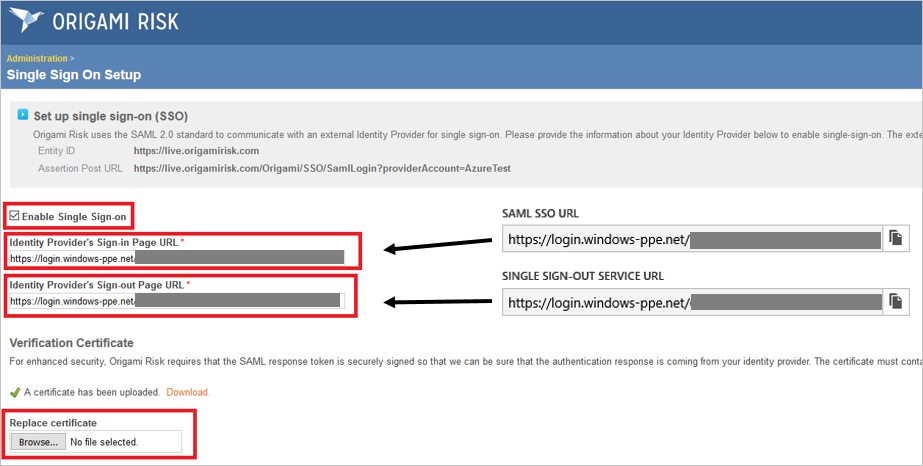 ORIGAMI RISK
Administration >
Single Sign On Setup
Set up single sign-on (SSO)
Origami Risk uses the SAML 2.0 standard to communicate with an external Identity Provider for single sign-on. Please provide the information about your Identity Provider below to enable single-sign-on. The exte
Entity ID https://live.origamirisk.com
Assertion Post URL https://live.origamirisk.com/Origami/SSO/SamlLogin?providerAccount=AzureTest
Enable Single Sign-on
Identity Provider's Sign-in Page URL *
https://login.windows-ppe.net/
Identity Provider's Sign-out Page URL *
https://login.windows-ppe.net/
SAML SSO URL
https://login.windows-ppe.net/
SINGLE SIGN-OUT SERVICE URL
https://login.windows-ppe.net/
Verification Certificate
For enhanced security, Origami Risk requires that the SAML response token is securely signed so that we can be sure that the authentication response is coming from your identity provider. The certificate must conta
A certificate has been uploaded. Download.
Replace certificate
Browse... No file selected.